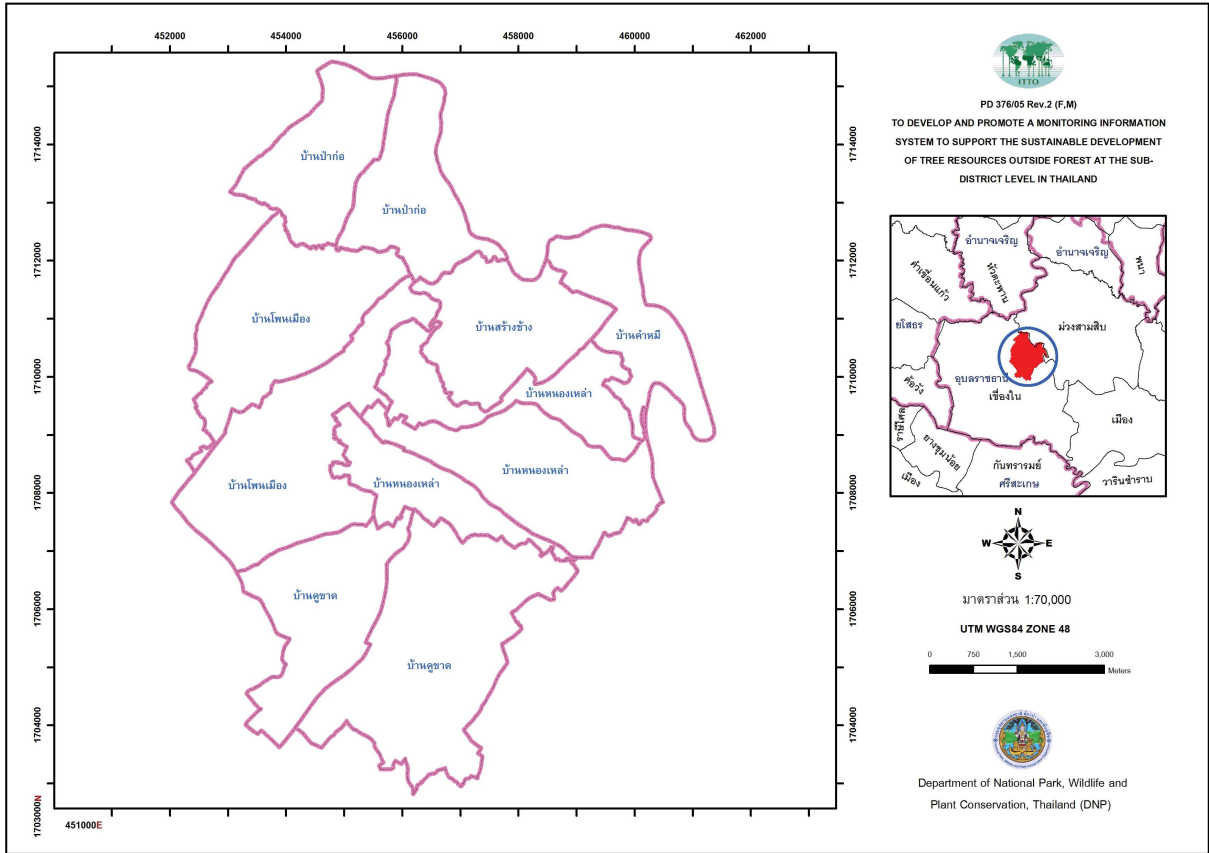 452000 454000 456000 458000 460000 462000
1714000
1712000
1710000
1708000
1706000
1704000
1703000N
451000E
1714000
1712000
1710000
1708000
1706000
1704000
บ้านป่าก่อ
บ้านป่าก่อ
บ้านโพนเมือง
บ้านสร้างช้าง
บ้านคำหมี
บ้านหนองเหล่า
บ้านหนองเหล่า
บ้านโพนเมือง
บ้านหนองเหล่า
บ้านคูขาด
บ้านคูขาด
ITTO
PD 376/05 Rev.2 (F,M)
TO DEVELOP AND PROMOTE A MONITORING INFORMATION
SYSTEM TO SUPPORT THE SUSTAINABLE DEVELOPMENT
OF TREE RESOURCES OUTSIDE FOREST AT THE SUB-
DISTRICT LEVEL IN THAILAND
อำนาจเจริญ
อำนาจเจริญ
พนา
หัวตะพาน
คำเขื่อนแก้ว
ม่วงสามสิบ
ยโสธร
ค้อวัง
อุบลราชธานี
เขื่องใน
เมือง
ราษีไศล
ยางชุมน้อย
เมือง
กันทรารมย์
ศรีสะเกษ
วารินชำราบ
N
W E
S
มาตราส่วน 1:70,000
UTM WGS84 ZONE 48
0 750 1,500 3,000
Meters
Department of National Park, Wildlife and
Plant Conservation, Thailand (DNP)